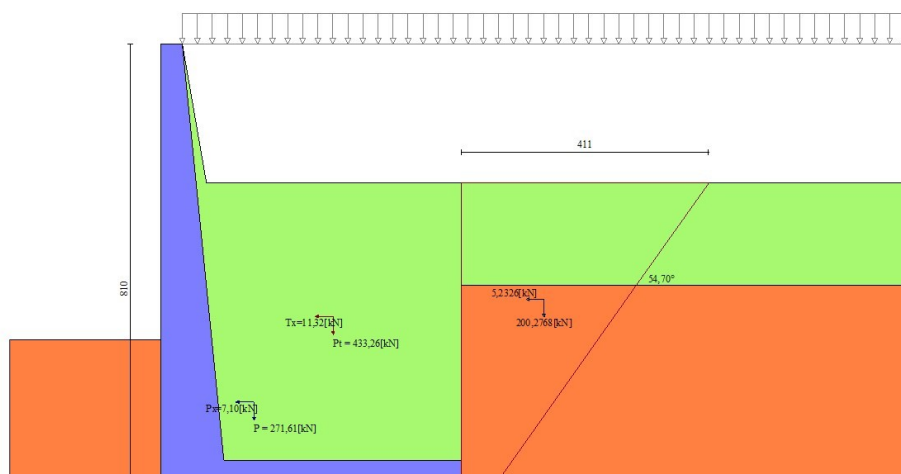 411
810
54,70°
5,2326[kN]
200,2768[kN]
Tx=11,32[kN]
Pt = 433,26[kN]
Px=7,10[kN]
P = 271,61[kN]